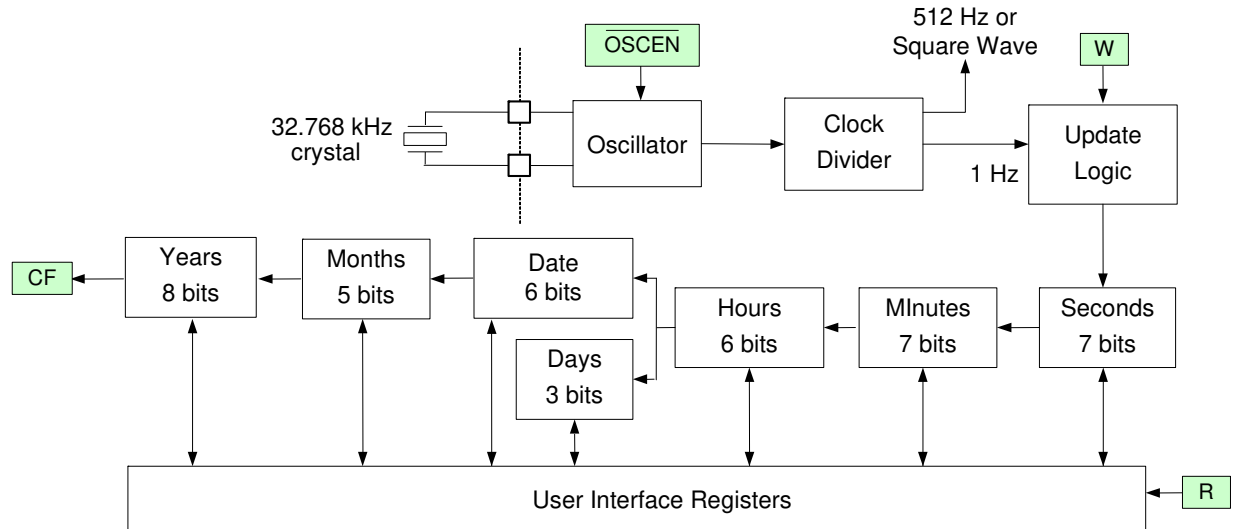 512 Hz or
Square Wave
OSCEN
W
32.768 kHz
crystal
Oscillator
Clock
Divider
1 Hz
Update
Logic
CF
Years
8 bits
Months
5 bits
Date
6 bits
Days
3 bits
Hours
6 bits
MInutes
7 bits
Seconds
7 bits
User Interface Registers
R